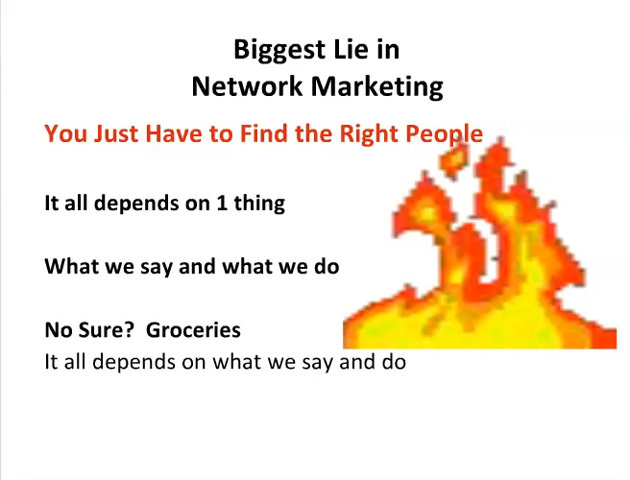 Biggest Lie in
Network Marketing
You Just Have to Find the Right People
It all depends on 1 thing
What we say and what we do
No Sure?  Groceries
It all depends on what we say and do